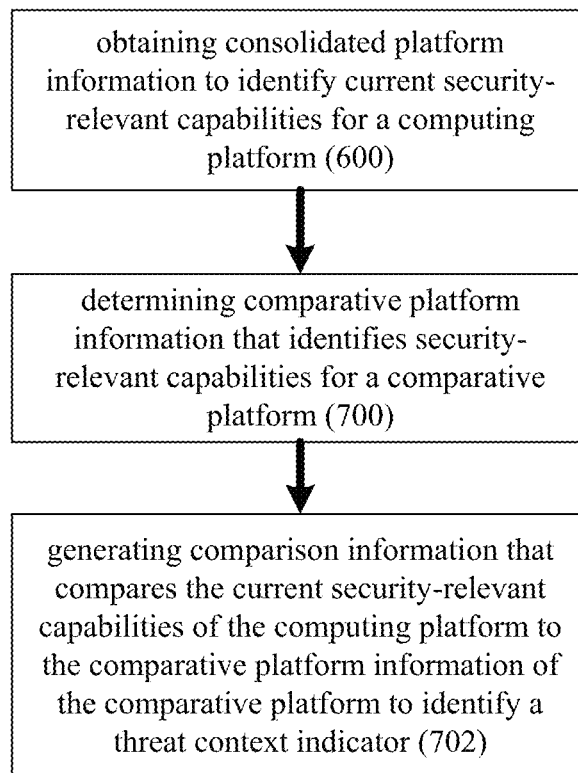 obtaining consolidated platform
information to identify current security-
relevant capabilities for a computing
platform (600)
determining comparative platform
information that identifies security-
relevant capabilities for a comparative
platform (700)
generating comparison information that
compares the current security-relevant
capabilities of the computing platform to
the comparative platform information of
the comparative platform to identify a
threat context indicator (702)